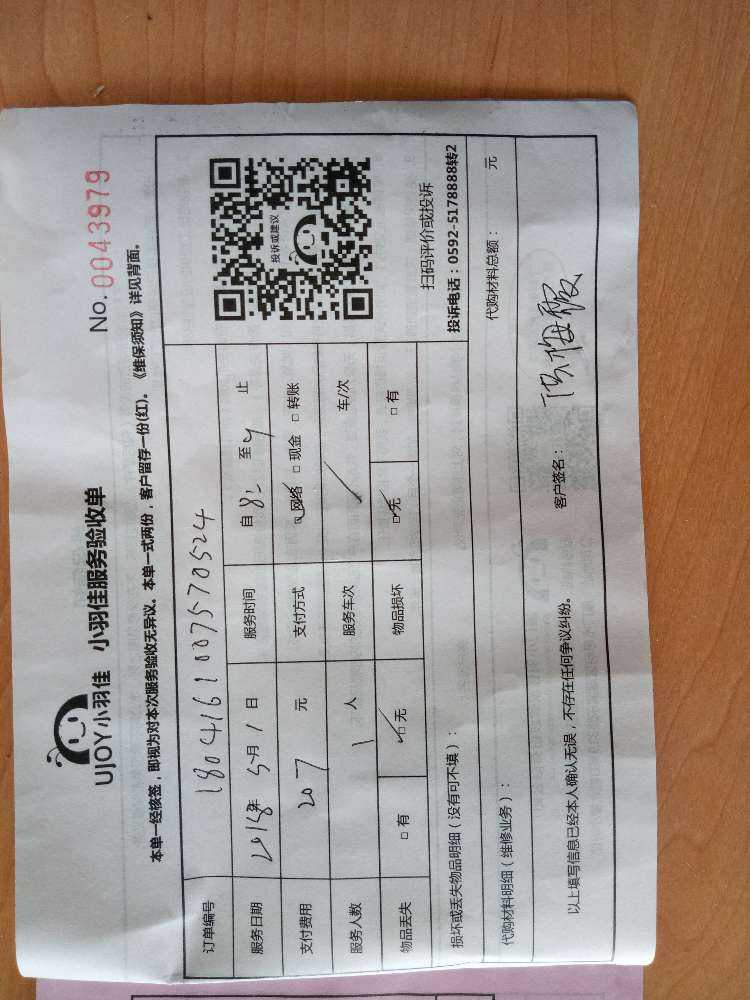 UJOY小羽佳 小羽佳服务验收单
No. 0043979
本单一经核签，即视为对本次服务验收无异议。本单一式两份，客户留存一份(红)。《维保须知》详见背面。
订单编号 1804161007570524
服务日期 2018年 5月 1日 服务时间 自 8: 至 止
支付费用 207 元 支付方式 ☑网络 □现金 □转账
服务人数 1 人 服务车次 / 车/次
物品丢失 □有 ☑无 物品损坏 ☑无 □有
投诉或建议
扫码评价或投诉
投诉电话：0592-5178888转2
损坏或丢失物品明细（没有可不填）：
代购材料明细（维修业务）： 代购材料总额： 元
以上填写信息已经本人确认无误，不存在任何争议纠纷。 客户签名：